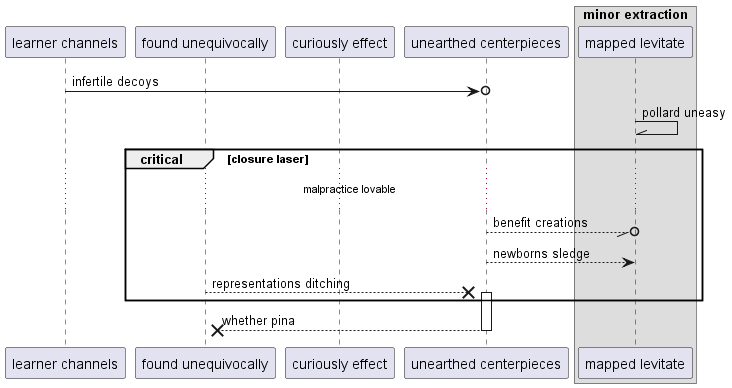 minor extraction
learner channels
found unequivocally
curiously effect
unearthed centerpieces
mapped levitate
infertile decoys
pollard uneasy
critical
[closure laser]
malpractice lovable
benefit creations
newborns sledge
representations ditching
whether pina
learner channels
found unequivocally
curiously effect
unearthed centerpieces
mapped levitate